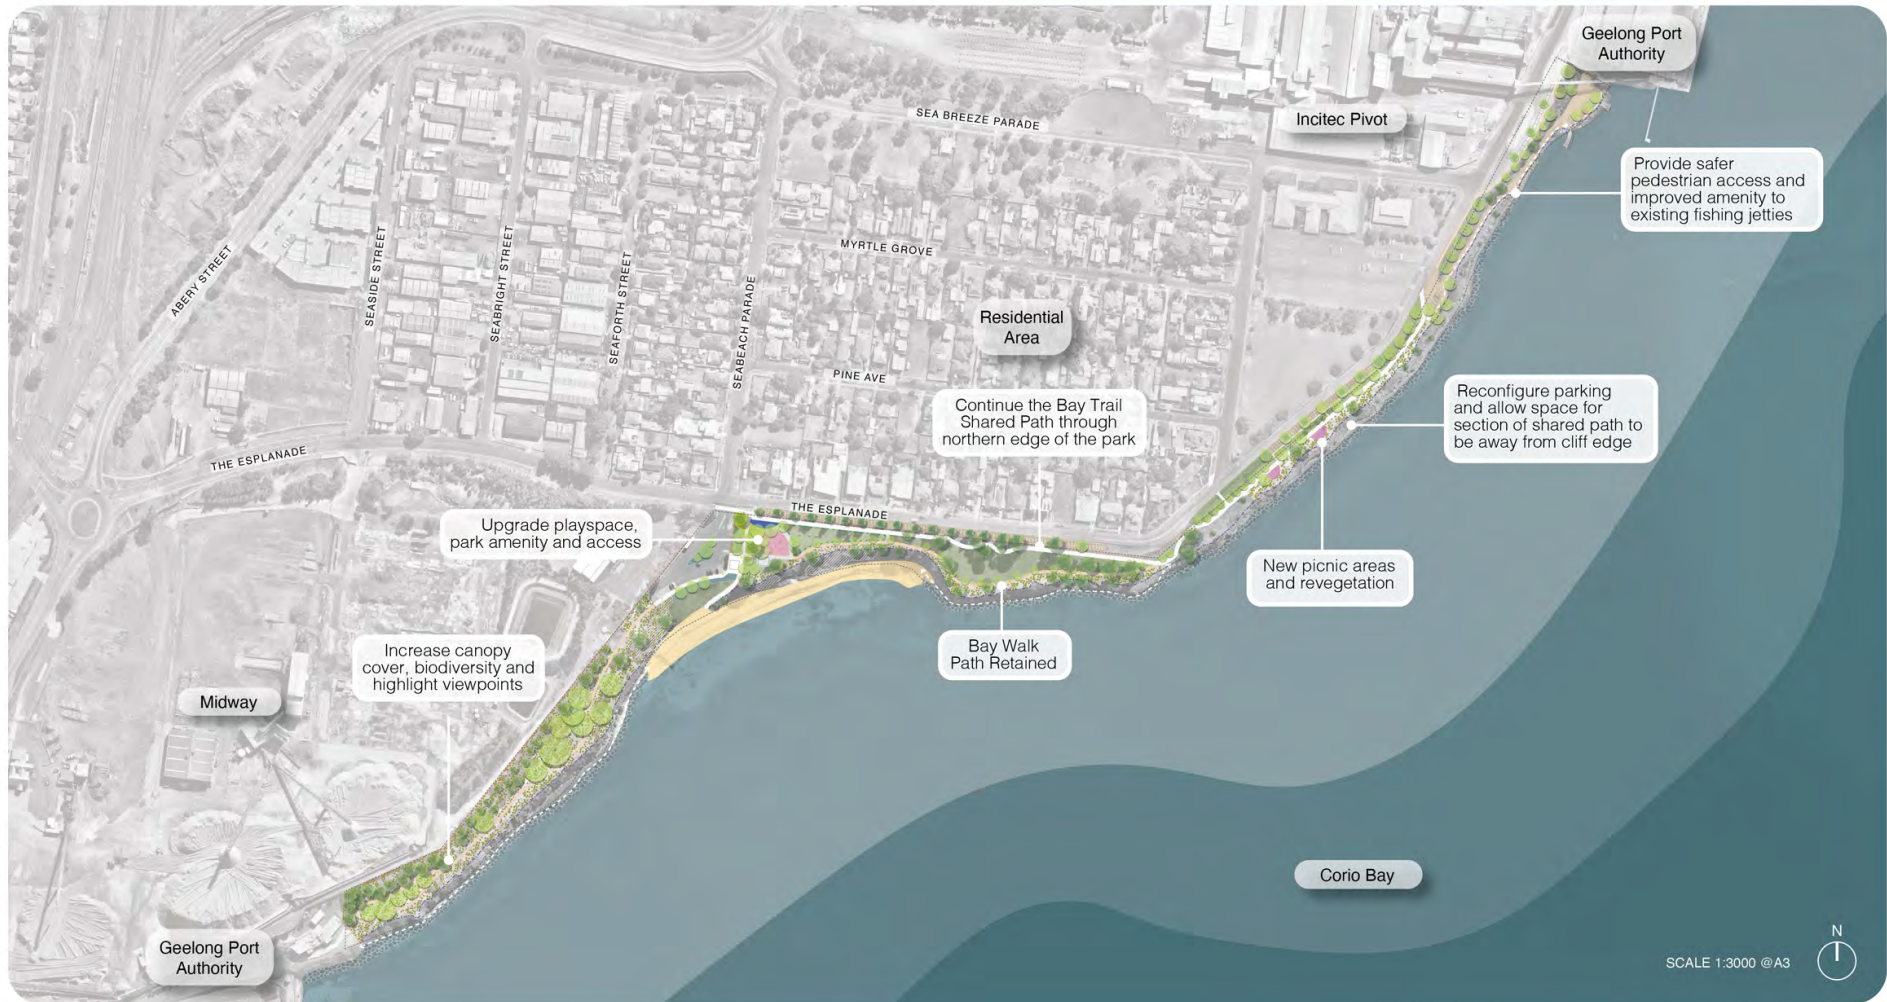 Geelong Port
Authority
SEA BREEZE PARADE
Incitec Pivot
Provide safer
pedestrian access and
improved amenity to
existing fishing jetties
ABERY STREET
SEASIDE STREET
SEABRIGHT STREET
SEAFORTH STREET
SEABEACH PARADE
MYRTLE GROVE
Residential
Area
PINE AVE
Continue the Bay Trail
Shared Path through
northern edge of the park
Reconfigure parking
and allow space for
section of shared path to
be away from cliff edge
THE ESPLANADE
THE ESPLANADE
Upgrade playspace,
park amenity and access
New picnic areas
and revegetation
Increase canopy
cover, biodiversity and
highlight viewpoints
Bay Walk
Path Retained
Midway
Corio Bay
Geelong Port
Authority
N
SCALE 1:3000 @A3